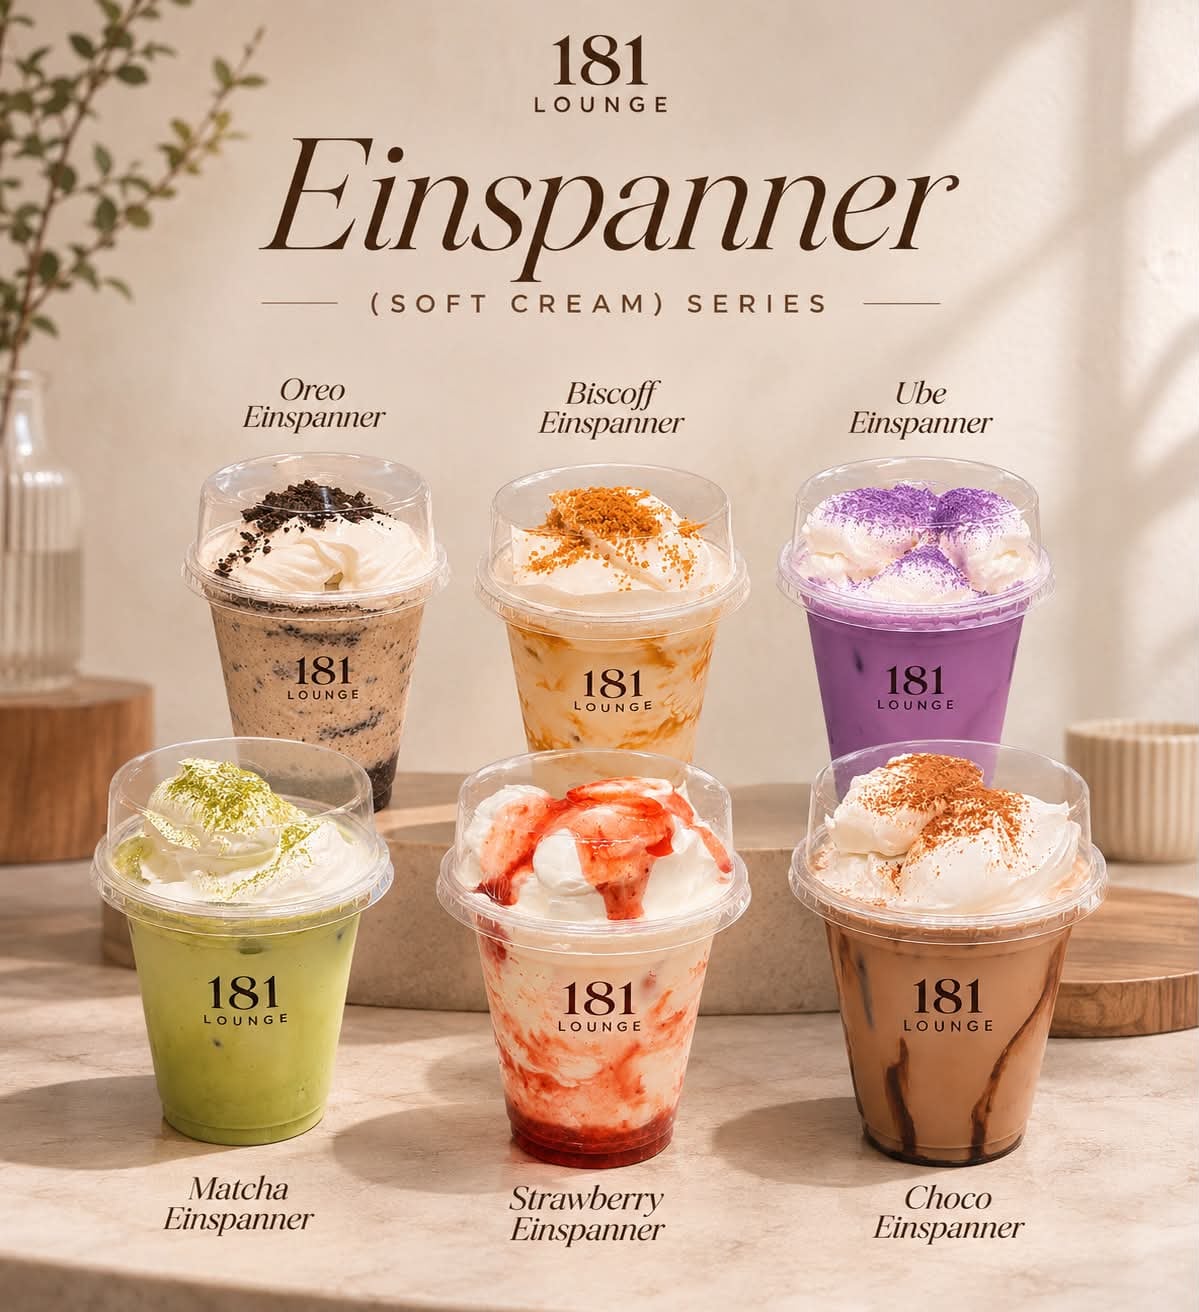 181
LOUNGE
Einspanner
(SOFT CREAM) SERIES
Oreo
Einspanner
Biscoff
Einspanner
Ube
Einspanner
181
LOUNGE
181
LOUNGE
181
LOUNGE
181
LOUNGE
181
LOUNGE
181
LOUNGE
Matcha
Einspanner
Strawberry
Einspanner
Choco
Einspanner